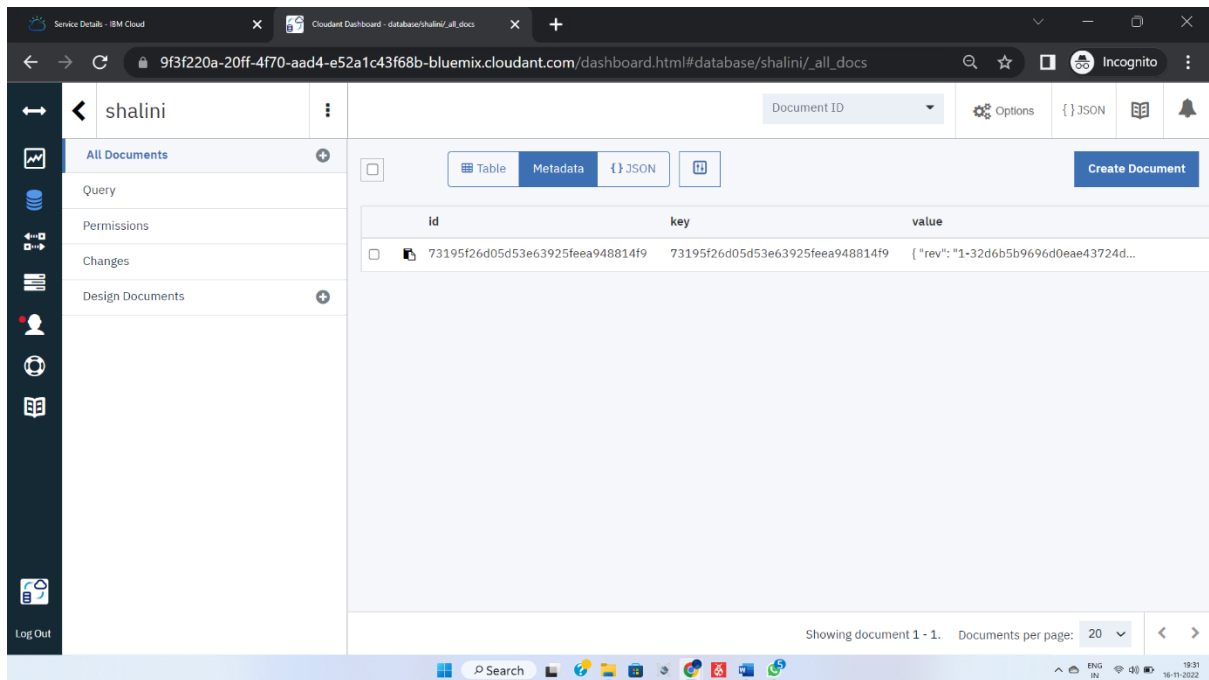 Service Details - IBM Cloud
Cloudant Dashboard - database/shalini/_all_docs
9f3f220a-20ff-4f70-aad4-e52a1c43f68b-bluemix.cloudant.com/dashboard.html#database/shalini/_all_docs
Incognito
shalini
Document ID
Options
{ } JSON
All Documents
Table
Metadata
{ } JSON
Create Document
Query
Permissions
Changes
Design Documents
id key value
73195f26d05d53e63925feea948814f9 73195f26d05d53e63925feea948814f9 { "rev": "1-32d6b5b9696d0eae43724d...
Log Out
Showing document 1 - 1. Documents per page: 20
Search
ENG
IN
19:31
16-11-2022